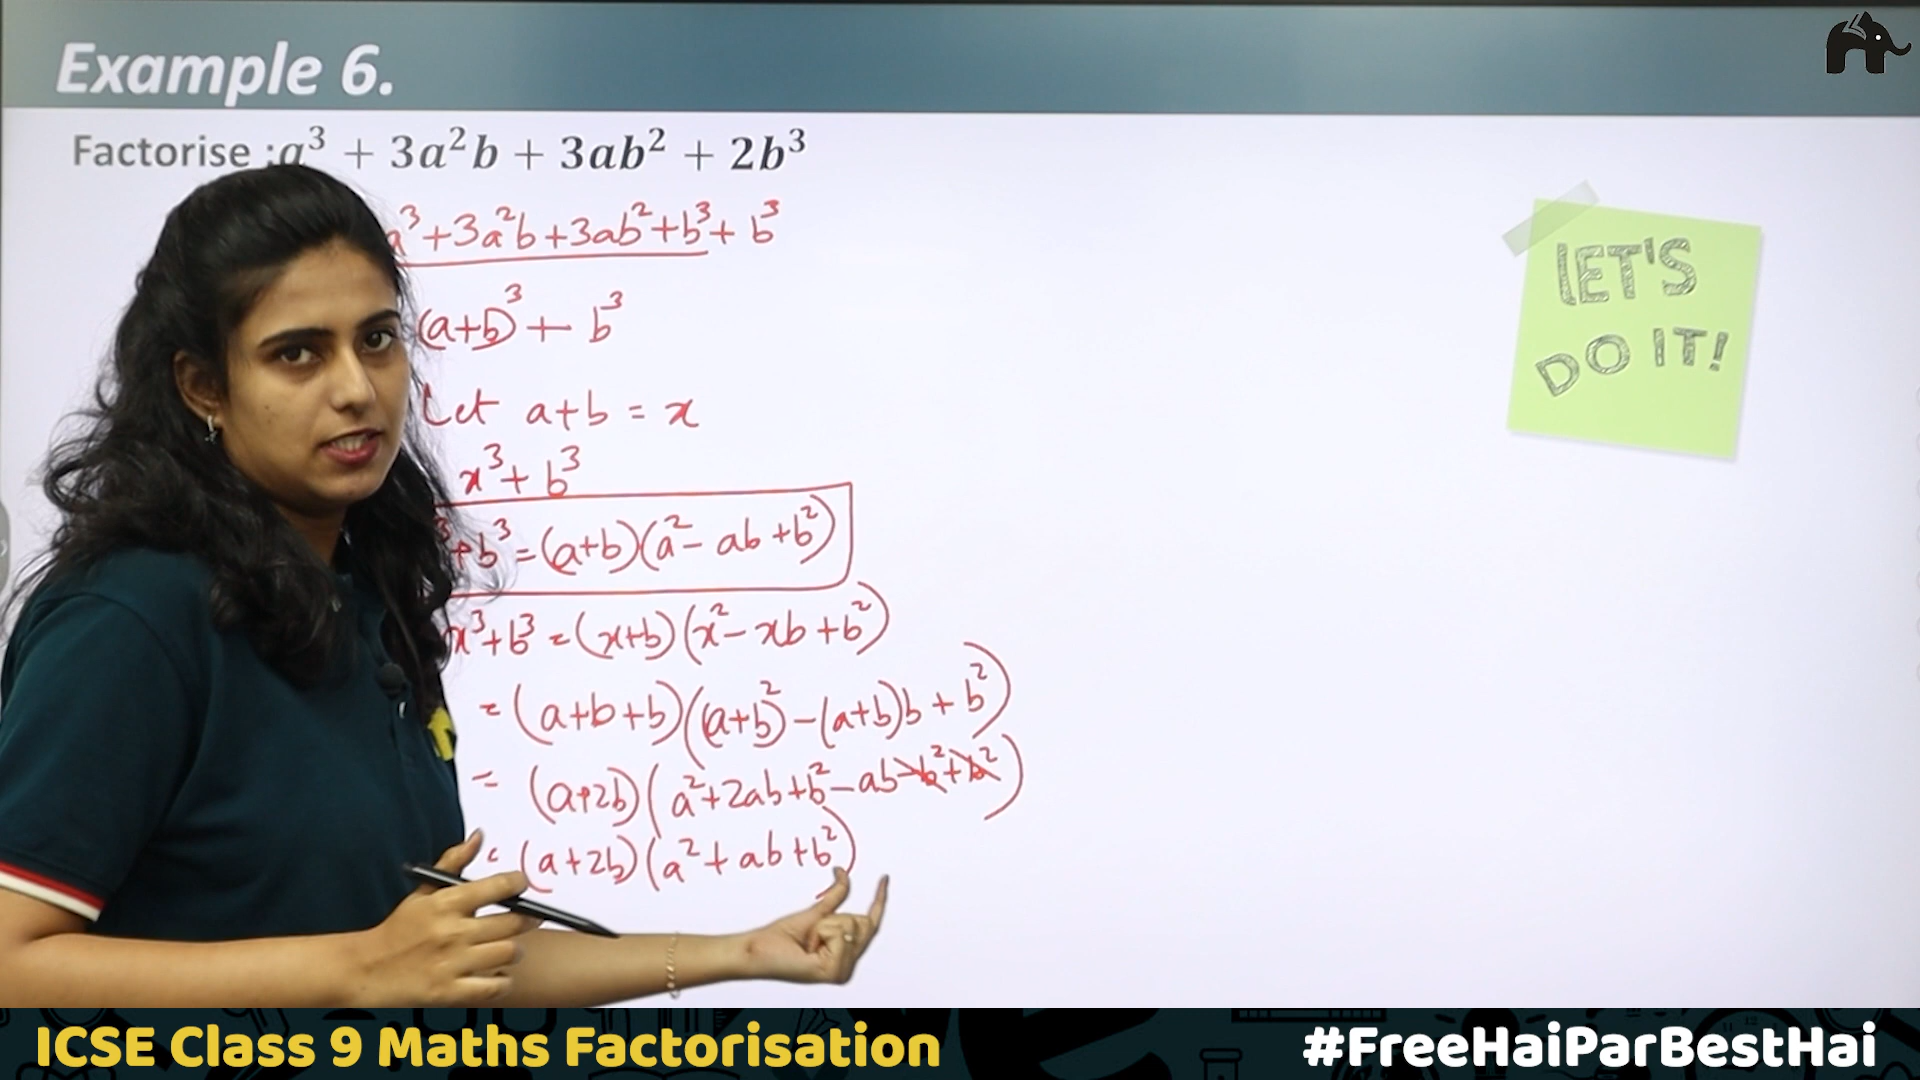 Example 6.
Factorise : a³ + 3a²b + 3ab² + 2b³
a³+3a²b+3ab²+b³+ b³
(a+b)³+ b³
Let a+b = x
x³+ b³
³+b³=(a+b)(a²- ab +b²)
x³+b³ =(x+b)(x²- xb +b²)
= (a+b+b)((a+b)²-(a+b)b + b²)
= (a+2b)(a²+2ab+b²-ab-b²+b²)
= (a+2b)(a²+ab+b²)
LET'S
DO IT!
ICSE Class 9 Maths Factorisation
#FreeHaiParBestHai